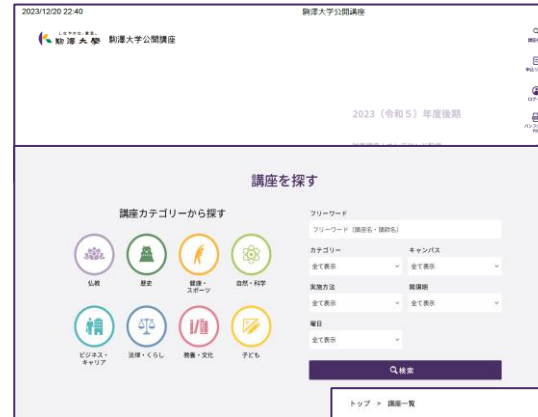 2023/12/20 22:40
駒澤大学公開講座
しなやかな、意志。
駒澤大學 駒澤大学公開講座
2023（令和5）年度後期
講座を探す
講座カテゴリーから探す
仏教
歴史
健康・
スポーツ
自然・科学
ビジネス・
キャリア
法律・くらし
教養・文化
子ども
フリーワード
フリーワード（講座名・講師名）
カテゴリー
キャンパス
全て表示
全て表示
実施方法
開講期
全て表示
全て表示
曜日
全て表示
検索
トップ > 講座一覧